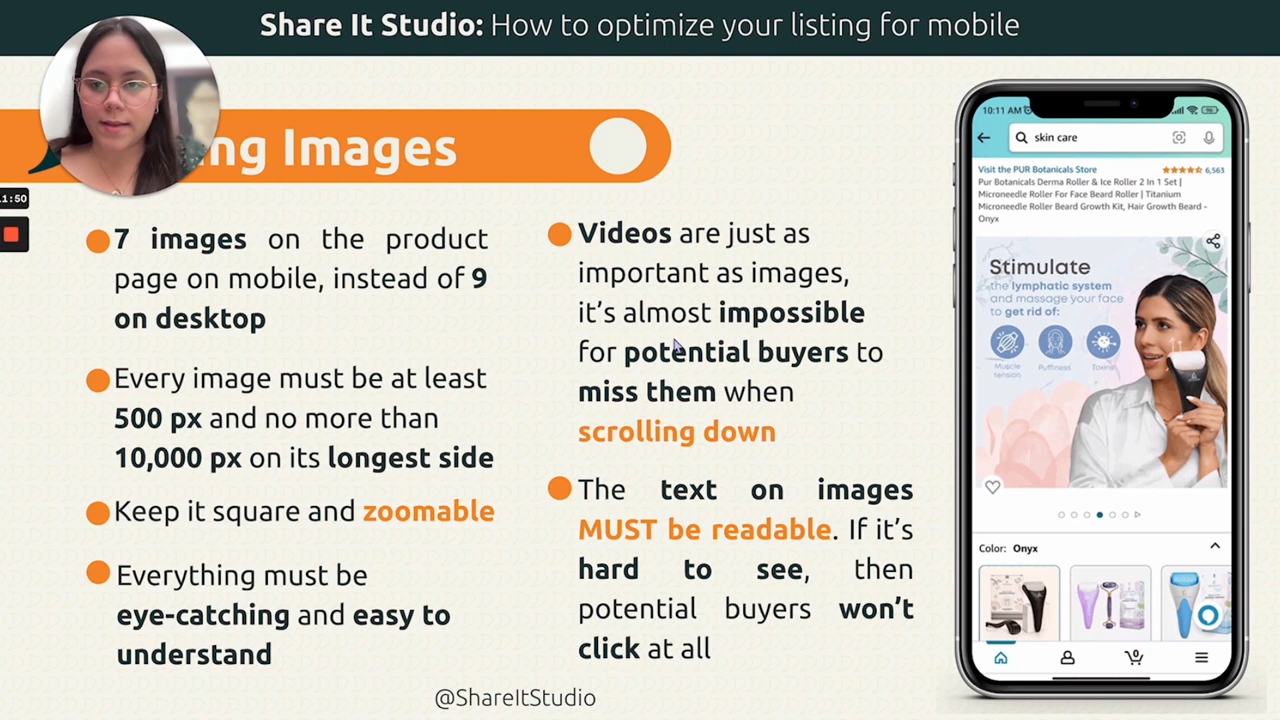 Share It Studio: How to optimize your listing for mobile
ng Images
1:50
7 images on the product
page on mobile, instead of 9
on desktop
Every image must be at least
500 px and no more than
10,000 px on its longest side
Keep it square and zoomable
Everything must be
eye-catching and easy to
understand
Videos are just as
important as images,
it's almost impossible
for potential buyers to
miss them when
scrolling down
The text on images
MUST be readable. If it's
hard to see, then
potential buyers won't
click at all
@ShareItStudio
10:11 AM
skin care
Visit the PUR Botanicals Store
6,563
Pur Botanicals Derma Roller & Ice Roller 2 In 1 Set |
Microneedle Roller For Face Beard Roller | Titanium
Microneedle Roller Beard Growth Kit, Hair Growth Beard -
Onyx
Stimulate
the lymphatic system
and massage your face
to get rid of:
Muscle
tension
Puffiness
Toxins
Color: Onyx
0